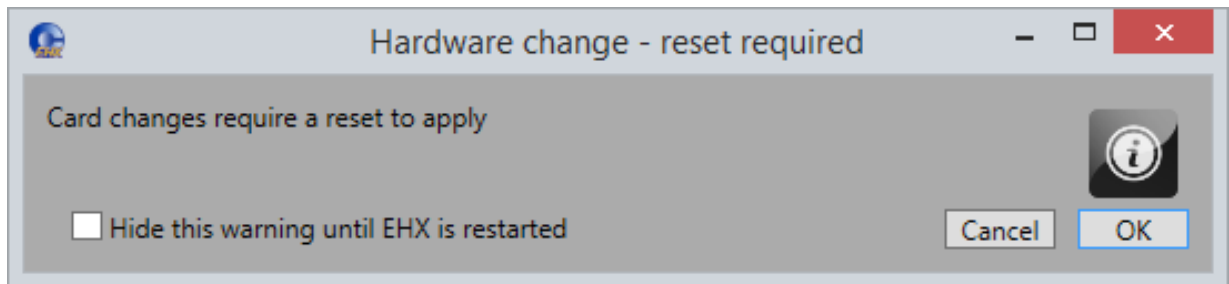 Hardware change - reset required
Card changes require a reset to apply
Hide this warning until EHX is restarted
Cancel
OK